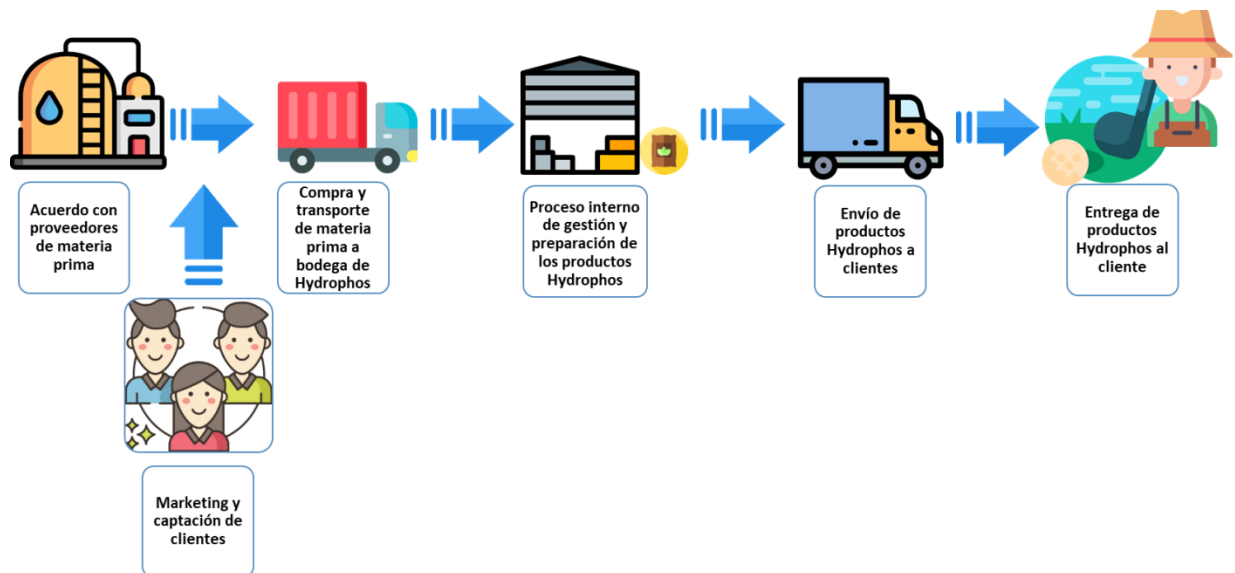 Acuerdo con
proveedores
de materia
prima
Compra y
transporte
de materia
prima a
bodega de
Hydrophos
Proceso interno
de gestión y
preparación de
los productos
Hydrophos
Envío de
productos
Hydrophos a
clientes
Entrega de
productos
Hydrophos al
cliente
Marketing y
captación de
clientes